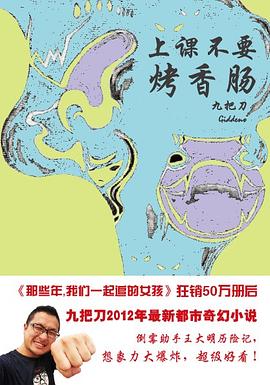 上课不要
烤香肠
九把刀
Giddens
《那些年,我们一起追的女孩》狂销50万册后
九把刀2012年最新都市奇幻小说
倒霉助手王大明历险记,
想象力大爆炸，超级好看!